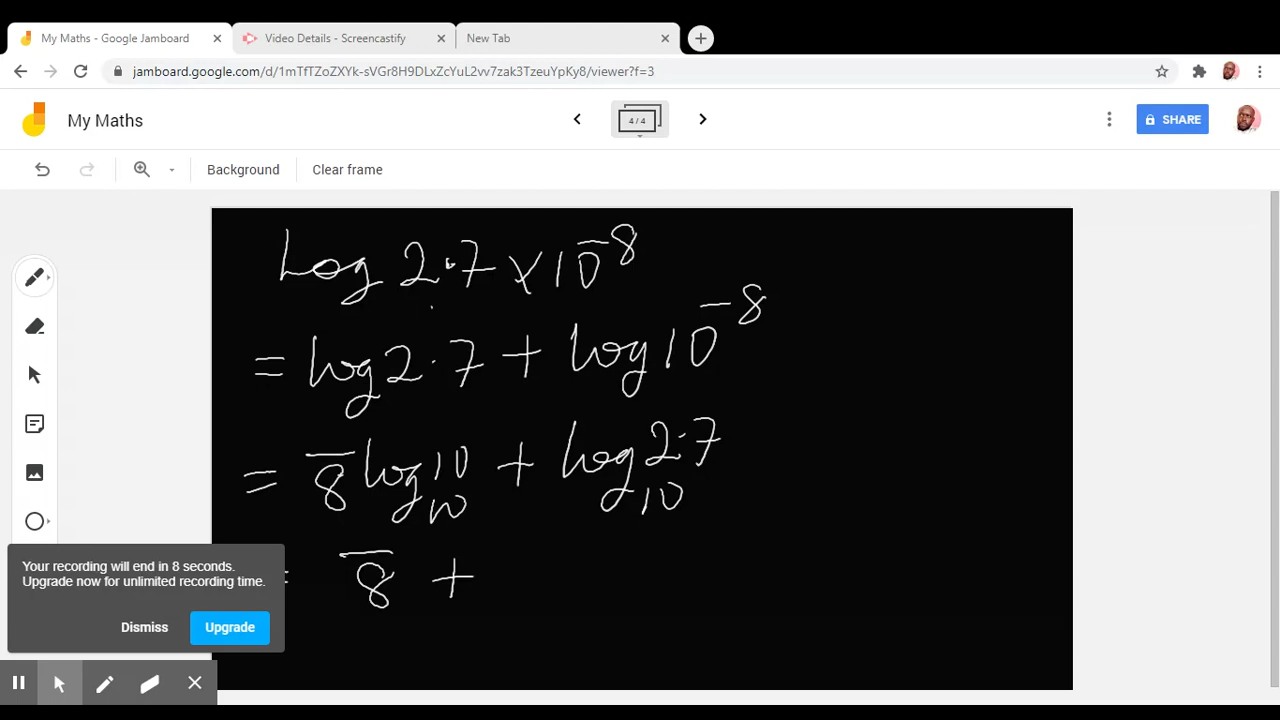 My Maths - Google Jamboard
Video Details - Screencastify
New Tab
jamboard.google.com/d/1mTfTZoZXYk-sVGr8H9DLxZcYuL2vv7zak3TzeuYpKy8/viewer?f=3
My Maths
4 / 4
SHARE
Background
Clear frame
log 2·7 × 10⁻⁸
= log 2·7 + log 10⁻⁸
= 8̅ log₁₀ 10 + log₁₀ 2·7
= 8̅ +
Your recording will end in 8 seconds.
Upgrade now for unlimited recording time.
Dismiss
Upgrade